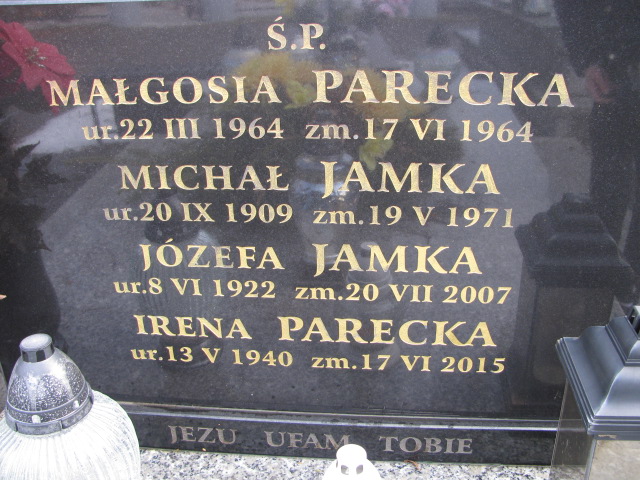 Ś.P.
MAŁGOSIA PARECKA
ur.22 III 1964 zm.17 VI 1964
MICHAŁ JAMKA
ur.20 IX 1909 zm.19 V 1971
JÓZEFA JAMKA
ur.8 VI 1922 zm.20 VII 2007
IRENA PARECKA
ur.13 V 1940 zm.17 VI 2015
JEZU UFAM TOBIE